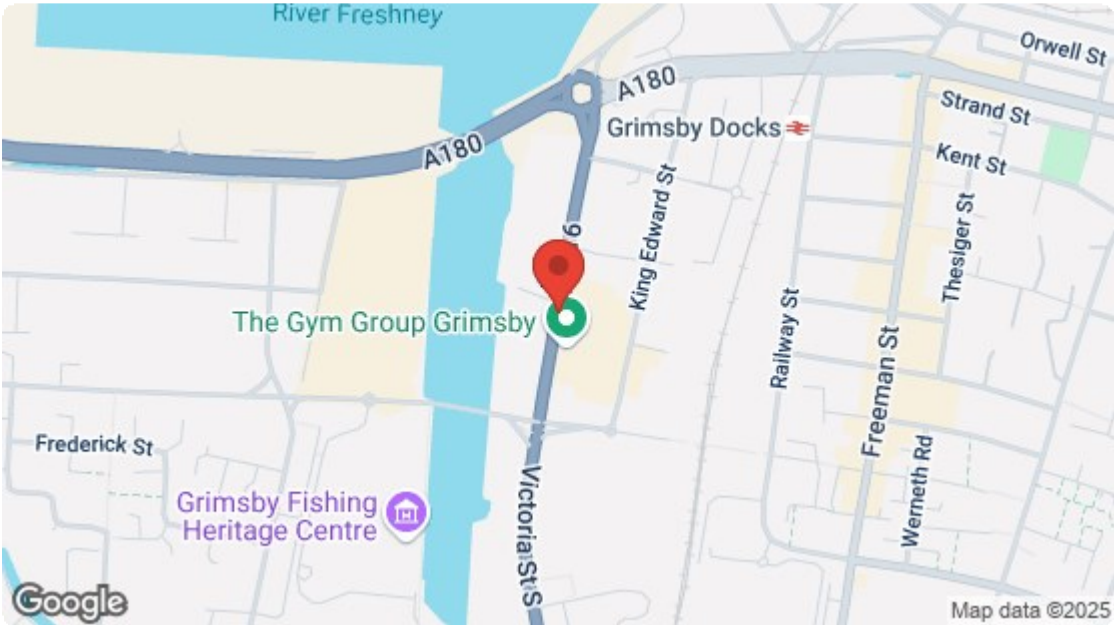 River Freshney
Orwell St
A180
Strand St
Grimsby Docks
A180
Kent St
King Edward St
Thesiger St
The Gym Group Grimsby
Railway St
Freeman St
Frederick St
Werneth Rd
Victoria St S
Grimsby Fishing
Heritage Centre
Google
Map data ©2025